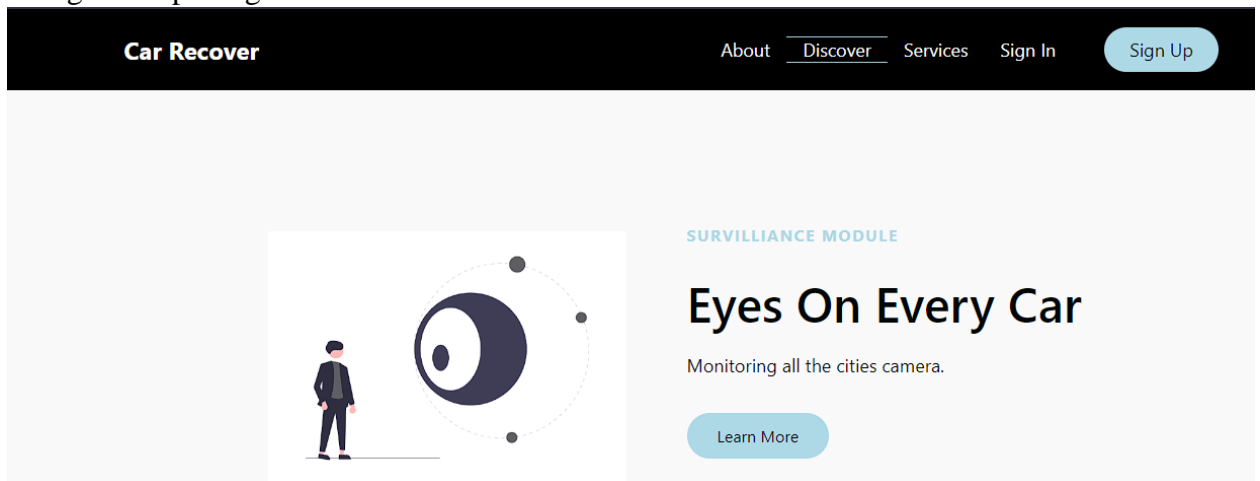 Car Recover
About Discover Services Sign In Sign Up
SURVILLIANCE MODULE
Eyes On Every Car
Monitoring all the cities camera.
Learn More